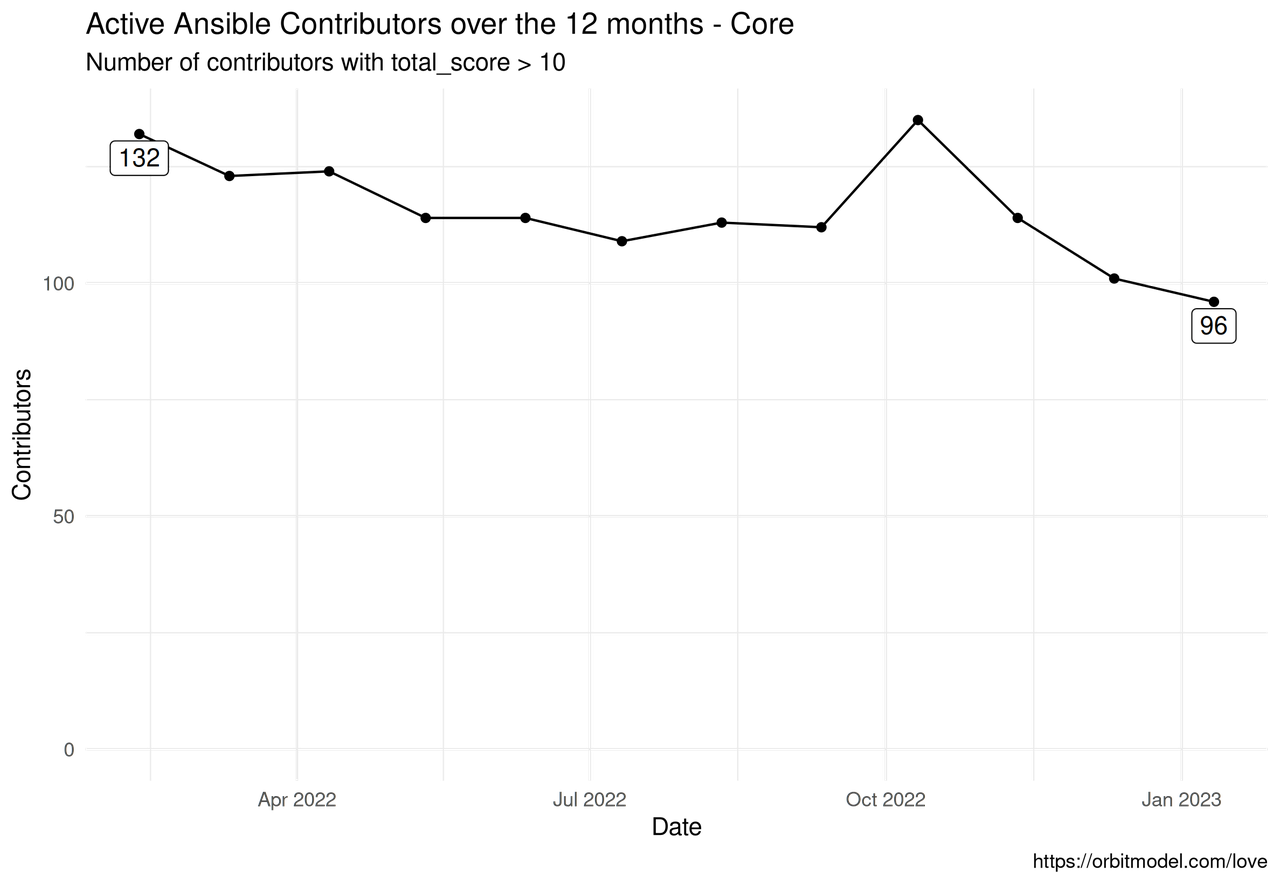 Active Ansible Contributors over the 12 months - Core
Number of contributors with total_score > 10
132
96
100
50
0
Contributors
Apr 2022
Jul 2022
Oct 2022
Jan 2023
Date
https://orbitmodel.com/love